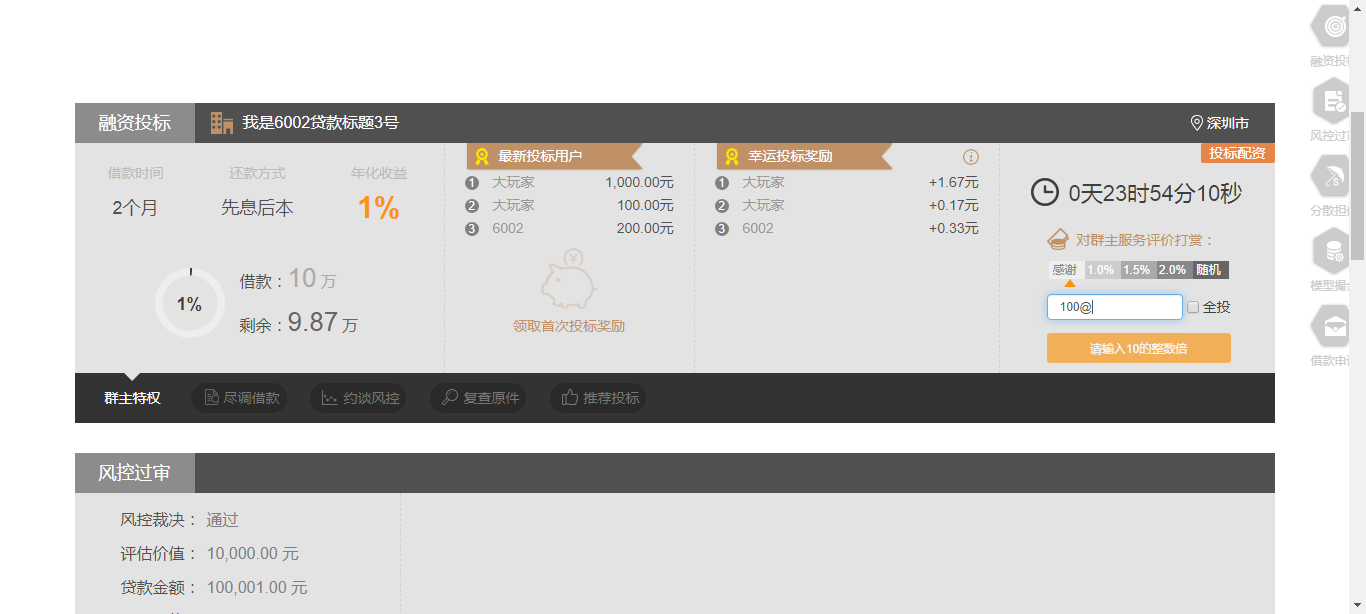 融资投标
我是6002贷款标题3号
深圳市
借款时间
还款方式
年化收益
2个月
先息后本
1%
1%
借款：10万
剩余：9.87万
最新投标用户
1 大玩家 1,000.00元
2 大玩家 100.00元
3 6002 200.00元
领取首次投标奖励
幸运投标奖励
1 大玩家 +1.67元
2 大玩家 +0.17元
3 6002 +0.33元
投标配资
0天23时54分10秒
对群主服务评价打赏：
感谢 1.0% 1.5% 2.0% 随机
100@
全投
请输入10的整数倍
群主特权
尽调借款
约谈风控
复查原件
推荐投标
风控过审
风控裁决： 通过
评估价值： 10,000.00 元
贷款金额： 100,001.00 元
融资投
风控过
分散担
模型撮
借款申